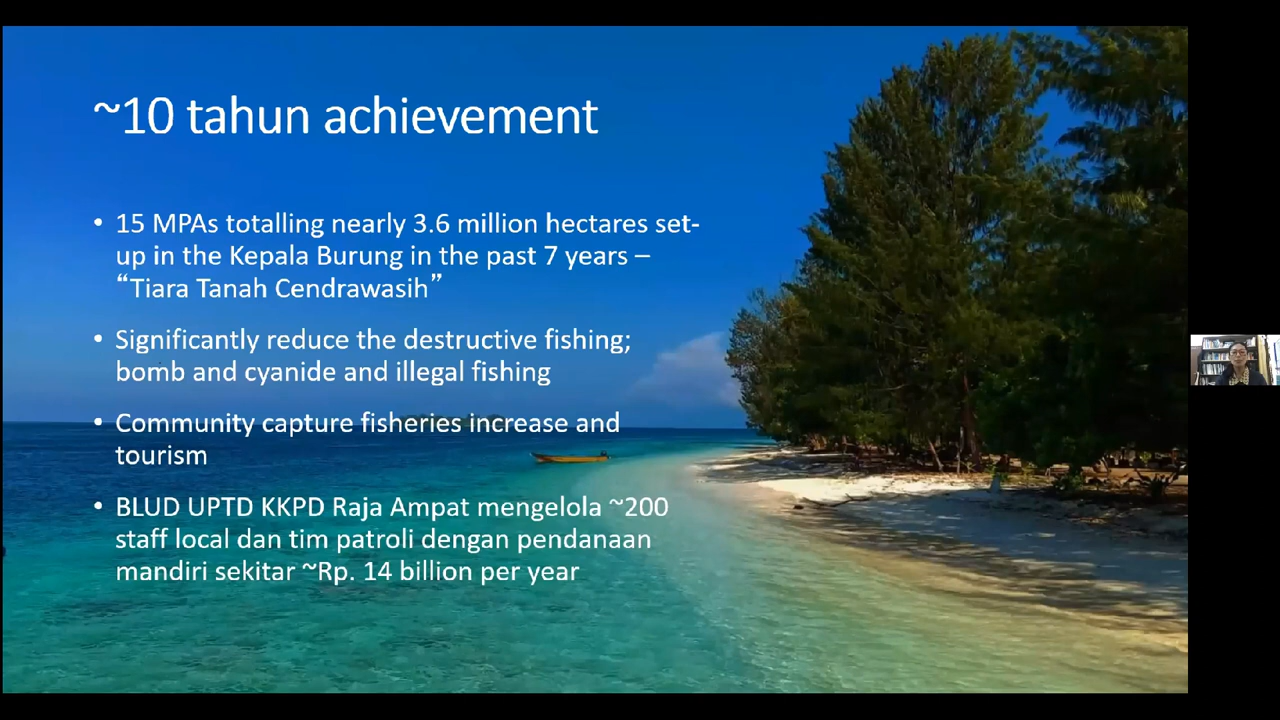 ~10 tahun achievement
• 15 MPAs totalling nearly 3.6 million hectares set-
up in the Kepala Burung in the past 7 years –
“Tiara Tanah Cendrawasih”
• Significantly reduce the destructive fishing;
bomb and cyanide and illegal fishing
• Community capture fisheries increase and
tourism
• BLUD UPTD KKPD Raja Ampat mengelola ~200
staff local dan tim patroli dengan pendanaan
mandiri sekitar ~Rp. 14 billion per year